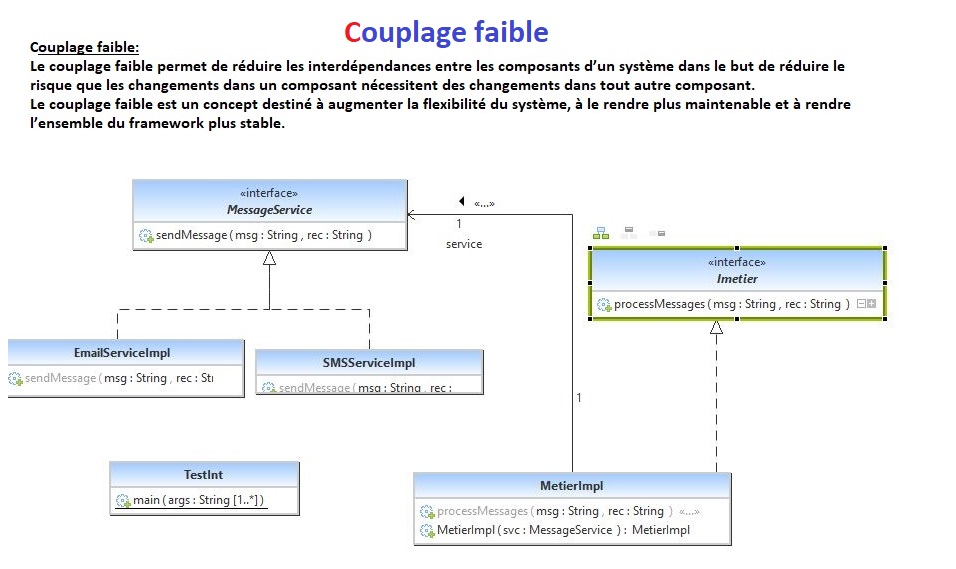 Couplage faible
Couplage faible:
Le couplage faible permet de réduire les interdépendances entre les composants d’un système dans le but de réduire le
risque que les changements dans un composant nécessitent des changements dans tout autre composant.
Le couplage faible est un concept destiné à augmenter la flexibilité du système, à le rendre plus maintenable et à rendre
l’ensemble du framework plus stable.
«interface»
MessageService
sendMessage ( msg : String , rec : String )
«...»
1
service
«interface»
Imetier
processMessages ( msg : String , rec : String )
EmailServiceImpl
sendMessage ( msg : String , rec : Stri
SMSServiceImpl
sendMessage ( msg : String , rec :
1
TestInt
main ( args : String [1..*] )
MetierImpl
processMessages ( msg : String , rec : String ) «...»
MetierImpl ( svc : MessageService ) : MetierImpl